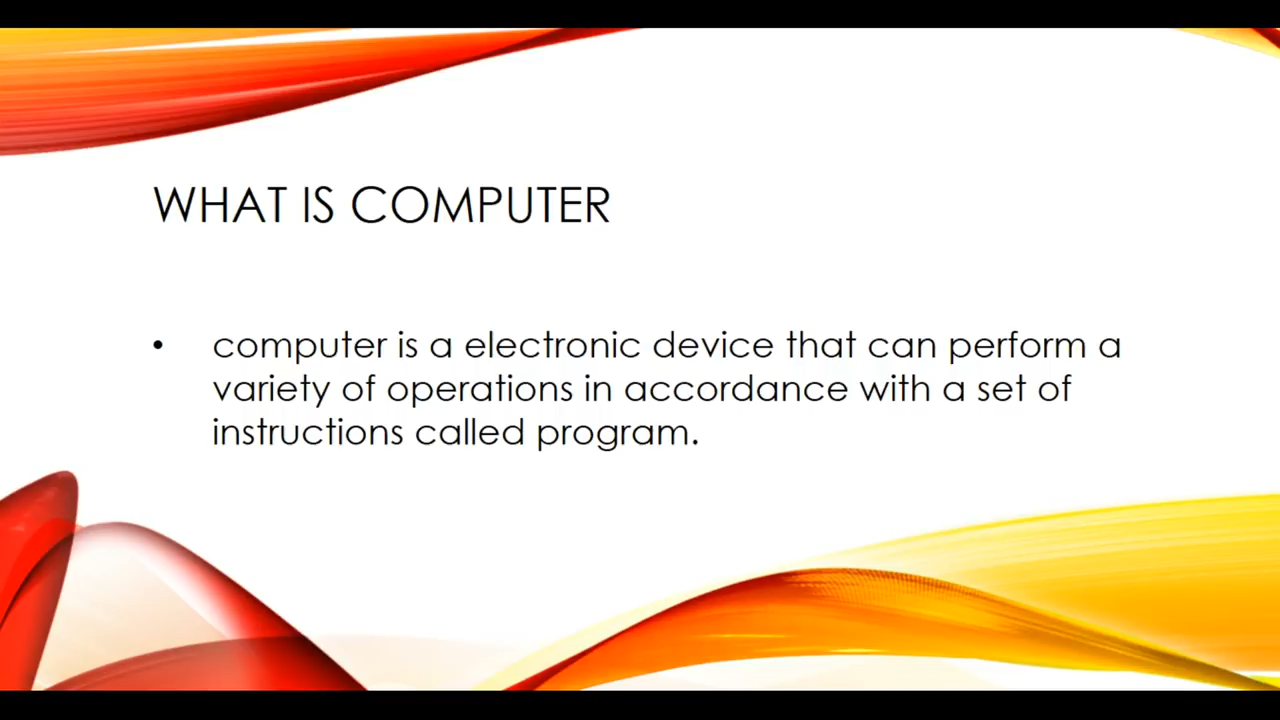 WHAT IS COMPUTER
• computer is a electronic device that can perform a
variety of operations in accordance with a set of
instructions called program.